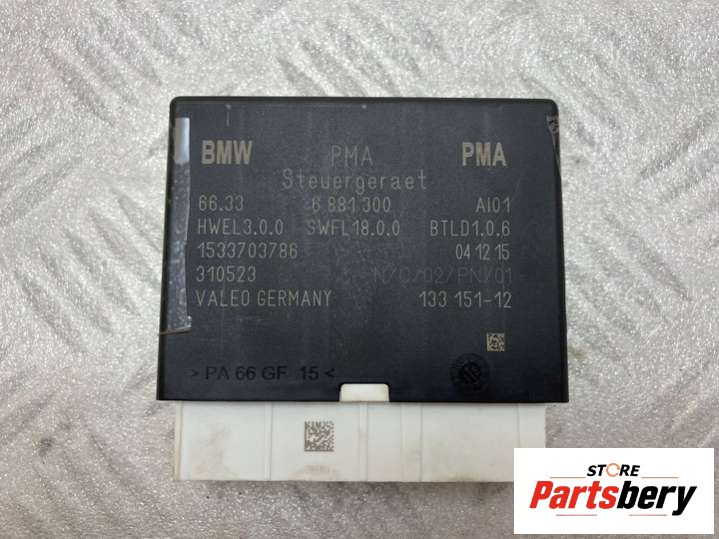 BMW PMA PMA
Steuergeraet
66.33 6 881 300 AI01
HWEL3.0.0 SWFL18.0.0 BTLD1.0.6
1533703786 04 12 15
310523
VALEO GERMANY 133 151-12
> PA 66 GF 15 <
STORE
Partsbery